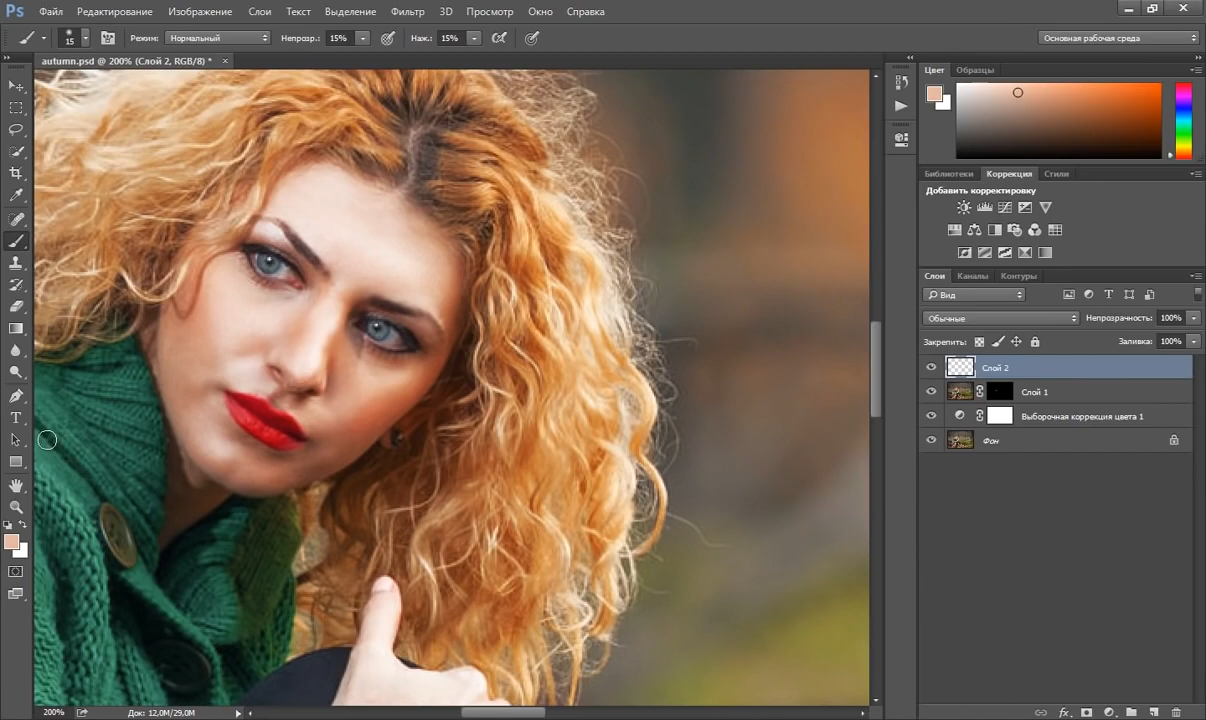 Ps Файл Редактирование Изображение Слои Текст Выделение Фильтр 3D Просмотр Окно Справка
15 Режим: Нормальный Непрозр.: 15% Наж.: 15% Основная рабочая среда
autumn.psd @ 200% (Слой 2, RGB/8) * ×
Цвет Образцы
Библиотеки Коррекция Стили
Добавить корректировку
Слои Каналы Контуры
Вид
Обычные Непрозрачность: 100%
Закрепить: Заливка: 100%
Слой 2
Слой 1
Выборочная коррекция цвета 1
Фон
200% Док: 12,0M/29,0M